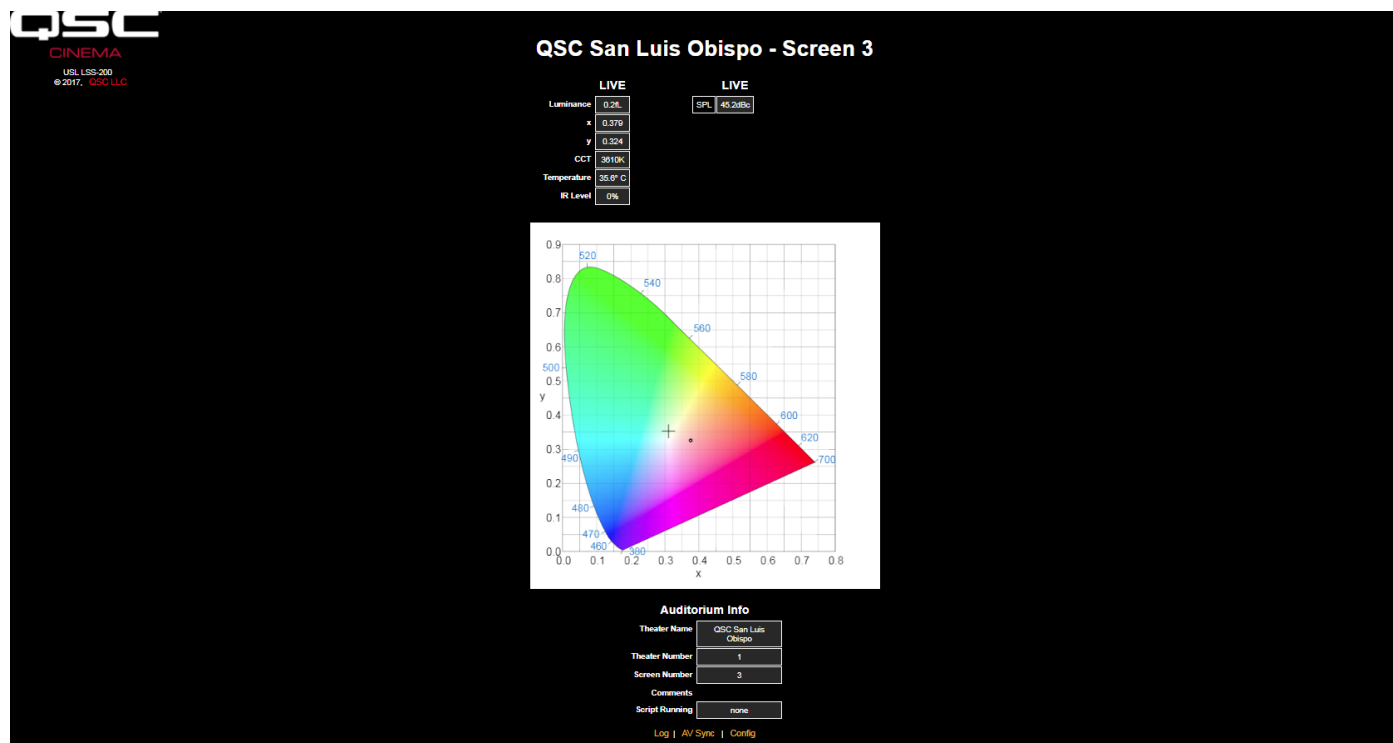 QSC
CINEMA
USL LSS-200
© 2017, QSC LLC
QSC San Luis Obispo - Screen 3
LIVE LIVE
Luminance 0.2fL SPL 45.2dBc
x 0.379
y 0.324
CCT 3610K
Temperature 35.6° C
IR Level 0%
0.9
520
0.8
540
0.7
560
0.6
500
580
0.5
y
0.4
600
620
0.3
490
700
0.2
480
0.1
470
460
380
0.0
0.0 0.1 0.2 0.3 0.4 0.5 0.6 0.7 0.8
x
Auditorium Info
Theater Name QSC San Luis
Obispo
Theater Number 1
Screen Number 3
Comments
Script Running none
Log | AV Sync | Config